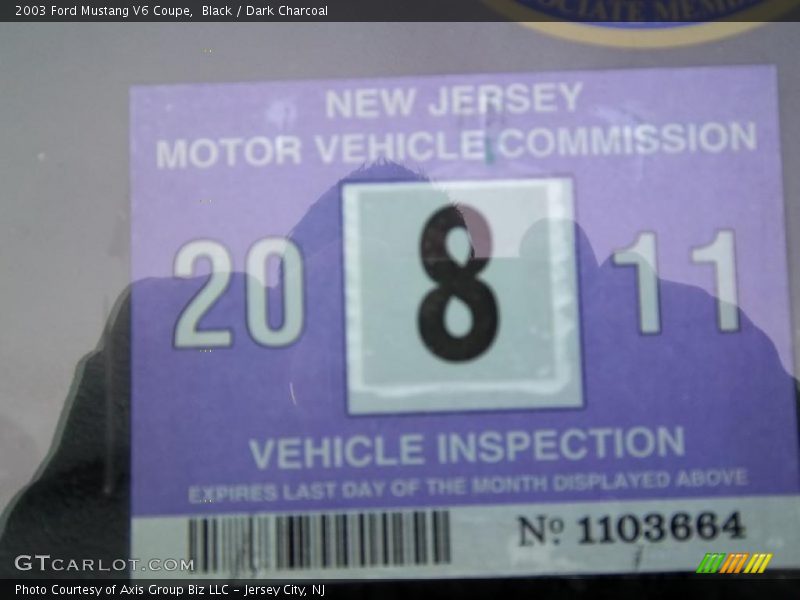 2003 Ford Mustang V6 Coupe, Black / Dark Charcoal
ASSOCIATE MEMBER
NEW JERSEY
MOTOR VEHICLE COMMISSION
20 8 11
VEHICLE INSPECTION
EXPIRES LAST DAY OF THE MONTH DISPLAYED ABOVE
Nº 1103664
GTCARLOT.COM
Photo Courtesy of Axis Group Biz LLC - Jersey City, NJ